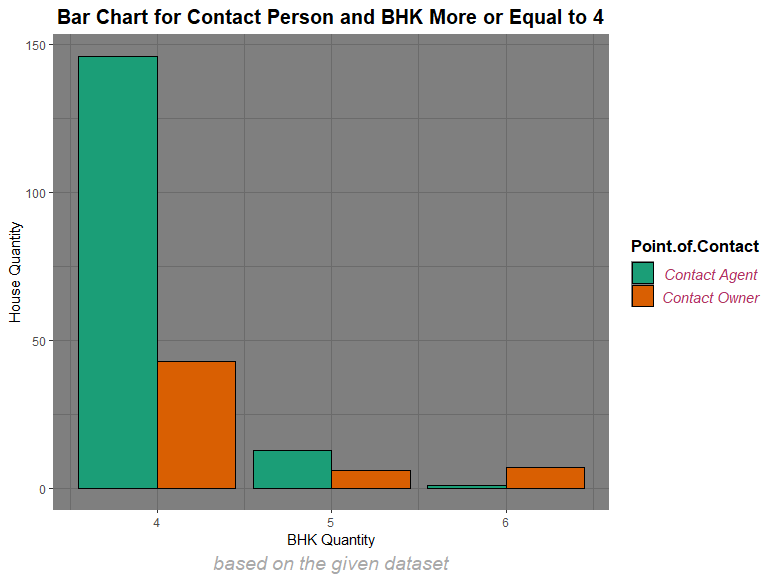 Bar Chart for Contact Person and BHK More or Equal to 4
150
100
50
0
House Quantity
4 5 6
BHK Quantity
based on the given dataset
Point.of.Contact
Contact Agent
Contact Owner